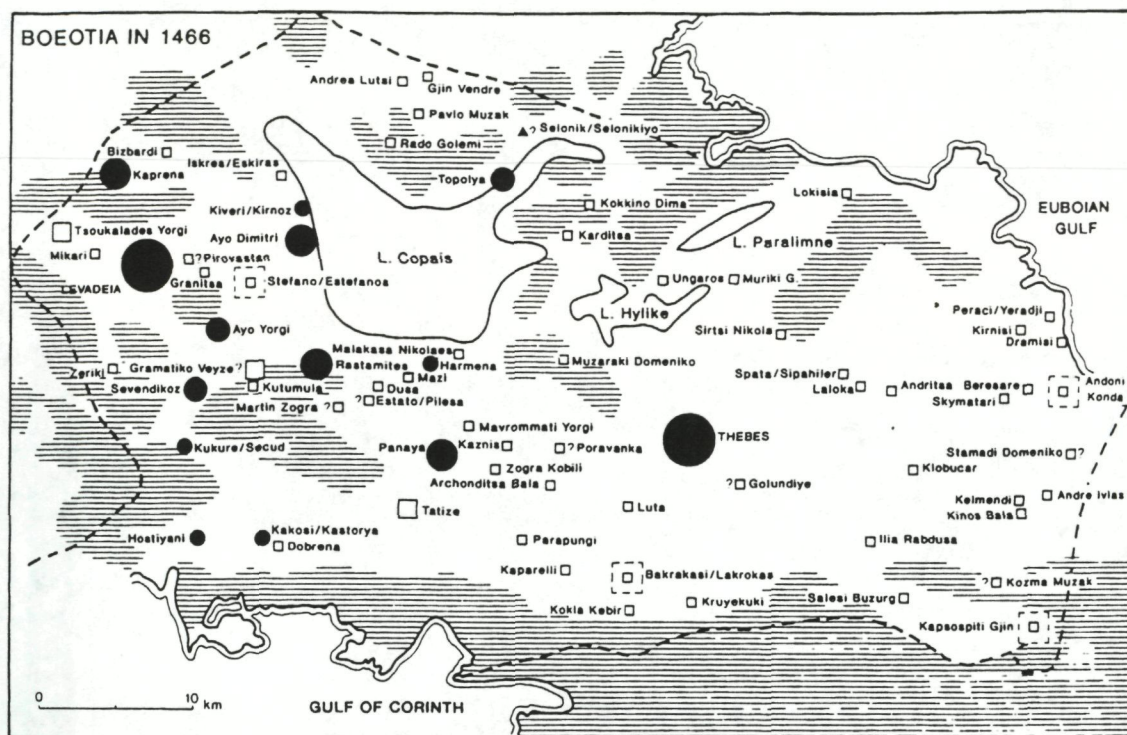 BOEOTIA IN 1466
Andrea Lutsi
Gjin Vendre
Pavlo Muzak
? Selonik/Selonikiyo
Rado Golemi
Bizbardi
Iskrea/Eskiras
Kaprena
Topolya
Lokisia
Kiveri/Kirnoz
Kokkino Dima
EUBOIAN
GULF
Tsoukalades Yorgi
Ayo Dimitri
Karditsa
L. Paralimne
Mikari
?
Pirovastan
L. Copais
LEVADEIA
Granitsa
Stefano/Estefanoa
Ungaros
Muriki G.
L. Hylike
Peraci/Yeradji
Ayo Yorgi
Sirtsi Nikola
Kirnisi
Dramisi
Malakasa Nikolaes
Zeriki
Gramatiko Veyze?
Rastamites
Harmena
Muzaraki Domeniko
Mazi
Spata/Sipahiler
Sevendikoz
Kutumula
Dusa
Laloka
Andritsa
Beresare
Andoni
Konda
Martin Zogra ?
?
Estato/Pilesa
Skymatari
Mavrommati Yorgi
THEBES
Kukure/Secud
Panaya
Kaznia
? Poravanka
Stamadi Domeniko ?
Zogra Kobili
Klobucar
Archonditsa Bala
? Golundiye
Kelmendi
Andre Ivlas
Tatize
Luta
Kinos Bala
Hostiyani
Kakosi/Kastorya
Dobrena
Parapungi
Ilia Rabdusa
Kaparelli
Bakrakasi/Lakrokas
? Kozma Muzak
Kokla Kebir
Kruyekuki
Salesi Buzurg
Kapsospiti Gjin
0 10
km
GULF OF CORINTH